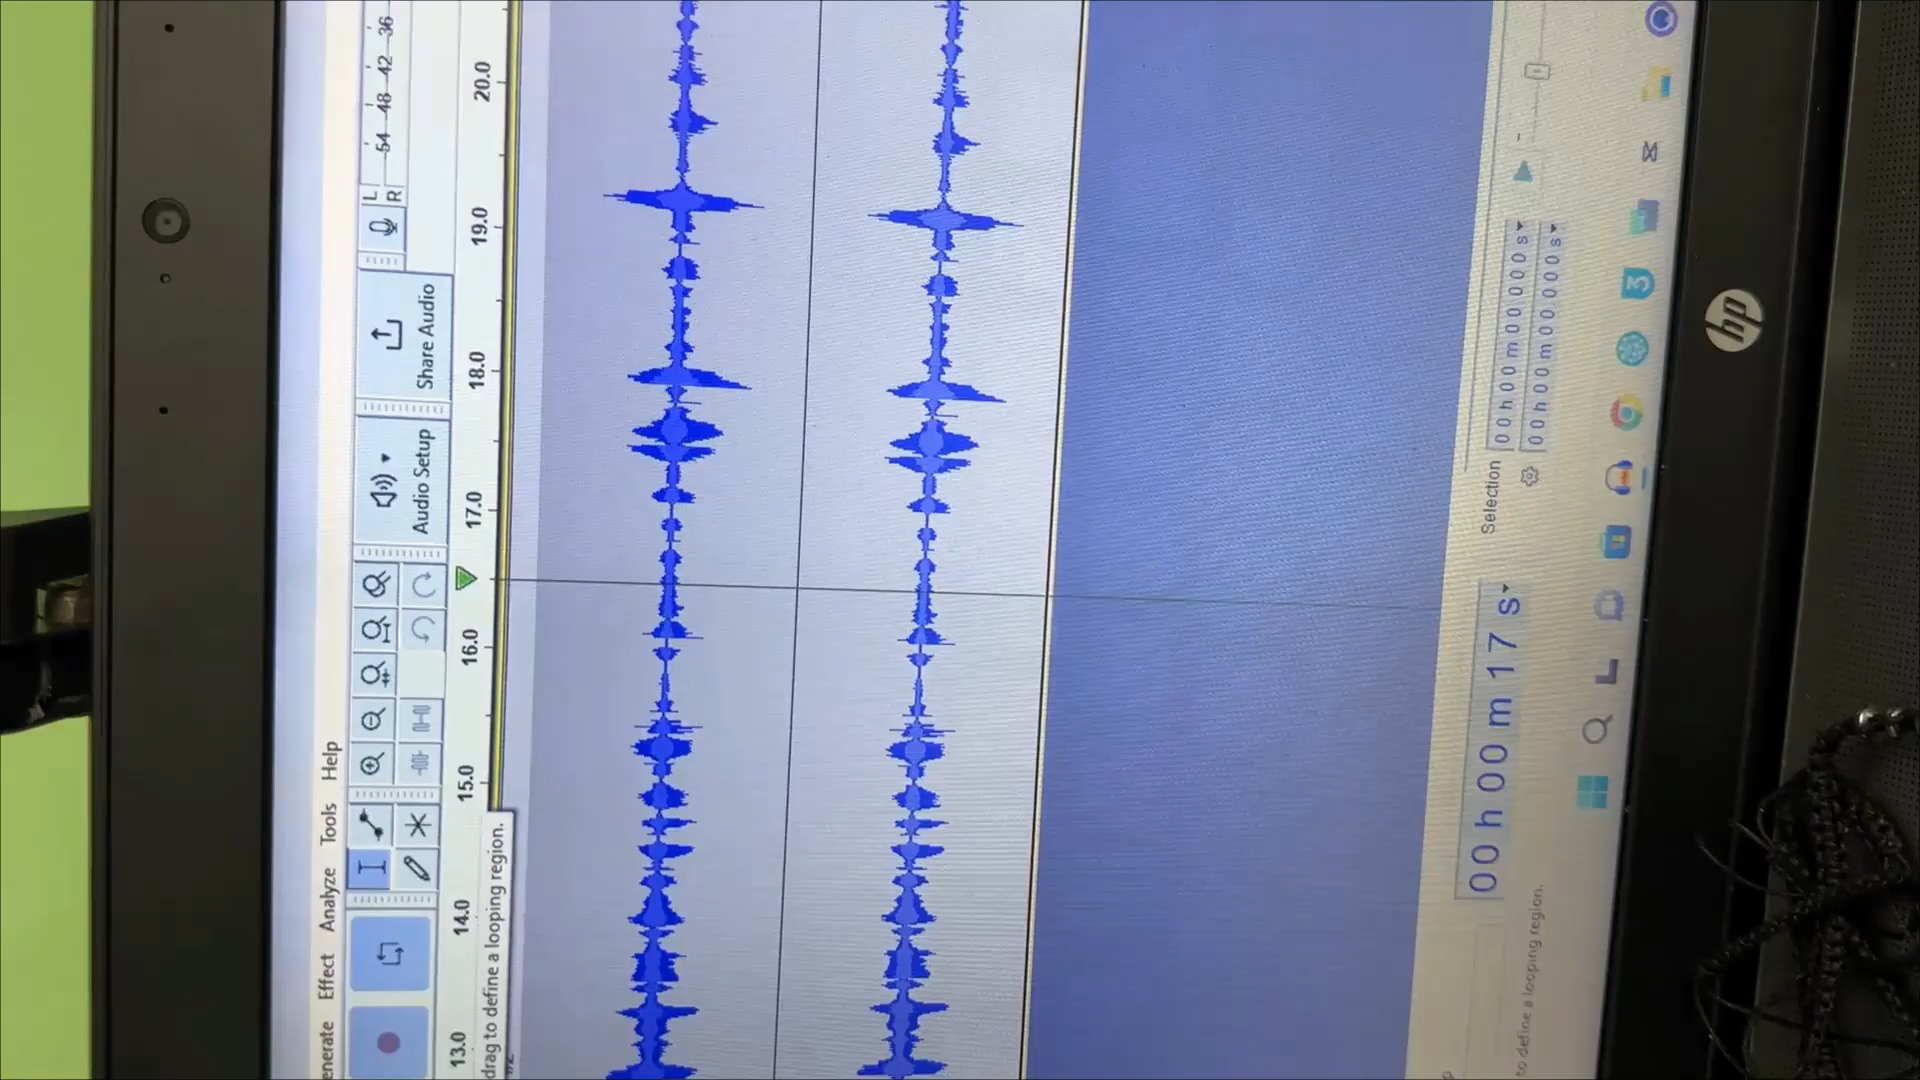 enerate Effect Analyze Tools Help
Audio Setup
Share Audio
L
R
-54 -48 -42 -36
13.0 14.0 15.0 16.0 17.0 18.0 19.0 20.0
drag to define a looping region.
00 h 00 m 17 s
Selection
00 h 00 m 00.000 s
00 h 00 m 00.000 s
to define a looping region.
hp